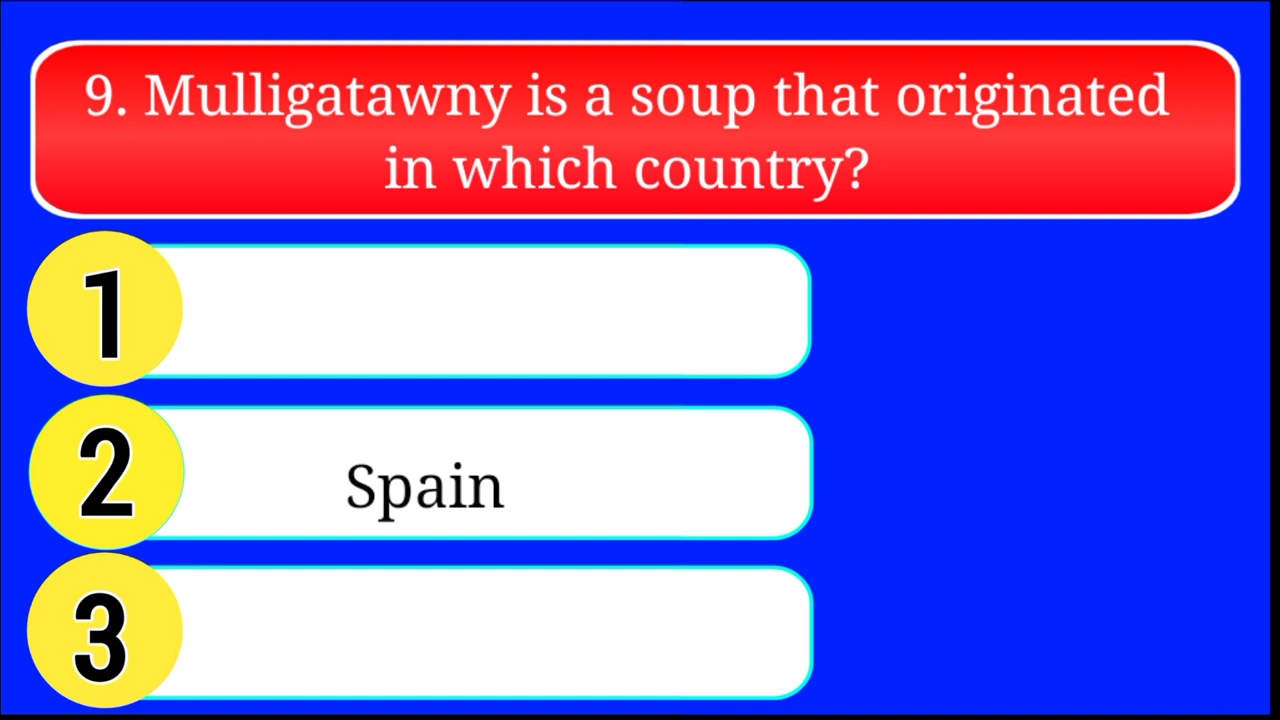 9. Mulligatawny is a soup that originated
in which country?
1
2
Spain
3